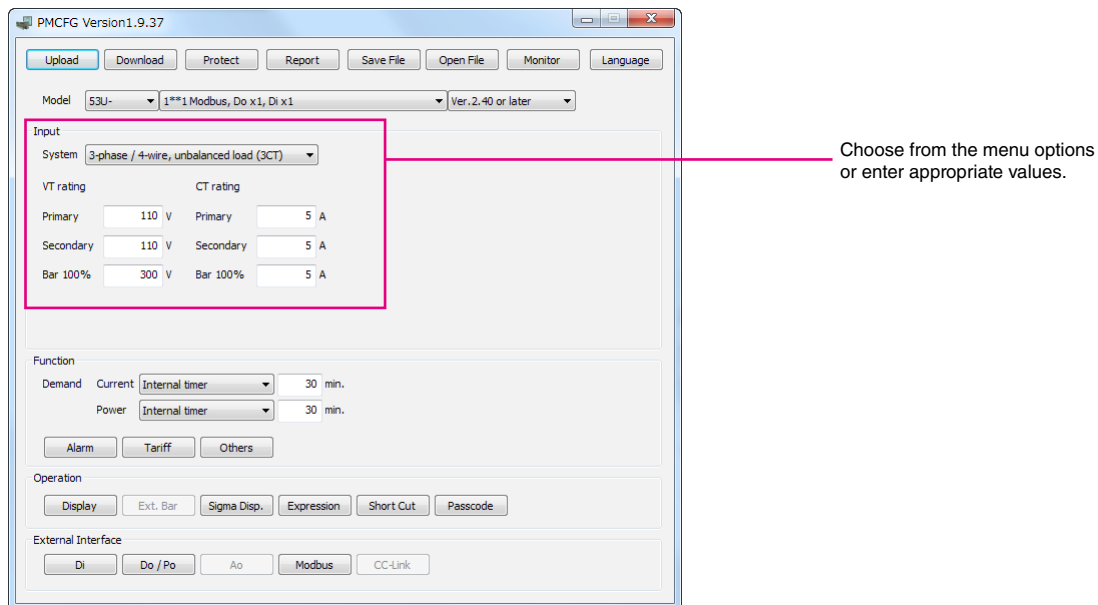 PMCFG Version1.9.37
Upload Download Protect Report Save File Open File Monitor Language
Model 53U- 1**1 Modbus, Do x1, Di x1 Ver.2.40 or later
Input
System 3-phase / 4-wire, unbalanced load (3CT)
Choose from the menu options
or enter appropriate values.
VT rating CT rating
Primary 110 V Primary 5 A
Secondary 110 V Secondary 5 A
Bar 100% 300 V Bar 100% 5 A
Function
Demand Current Internal timer 30 min.
Power Internal timer 30 min.
Alarm Tariff Others
Operation
Display Ext. Bar Sigma Disp. Expression Short Cut Passcode
External Interface
Di Do / Po Ao Modbus CC-Link